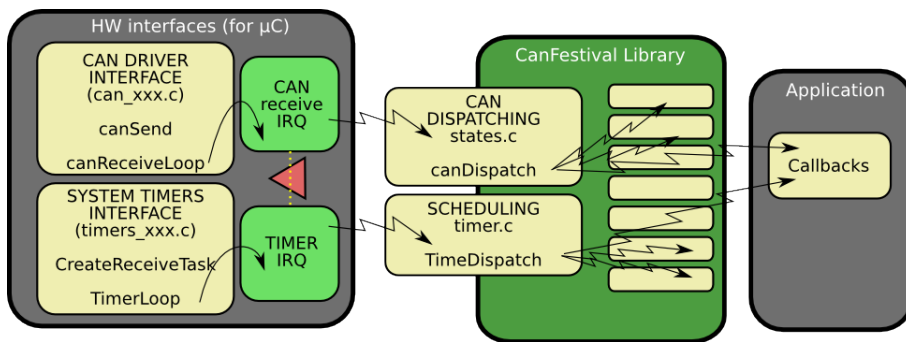 HW interfaces (for µC)
CAN DRIVER
INTERFACE
(can_xxx.c)
canSend
canReceiveLoop
CAN
receive
IRQ
SYSTEM TIMERS
INTERFACE
(timers_xxx.c)
CreateReceiveTask
TimerLoop
TIMER
IRQ
CanFestival Library
CAN
DISPATCHING
states.c
canDispatch
SCHEDULING
timer.c
TimeDispatch
Application
Callbacks